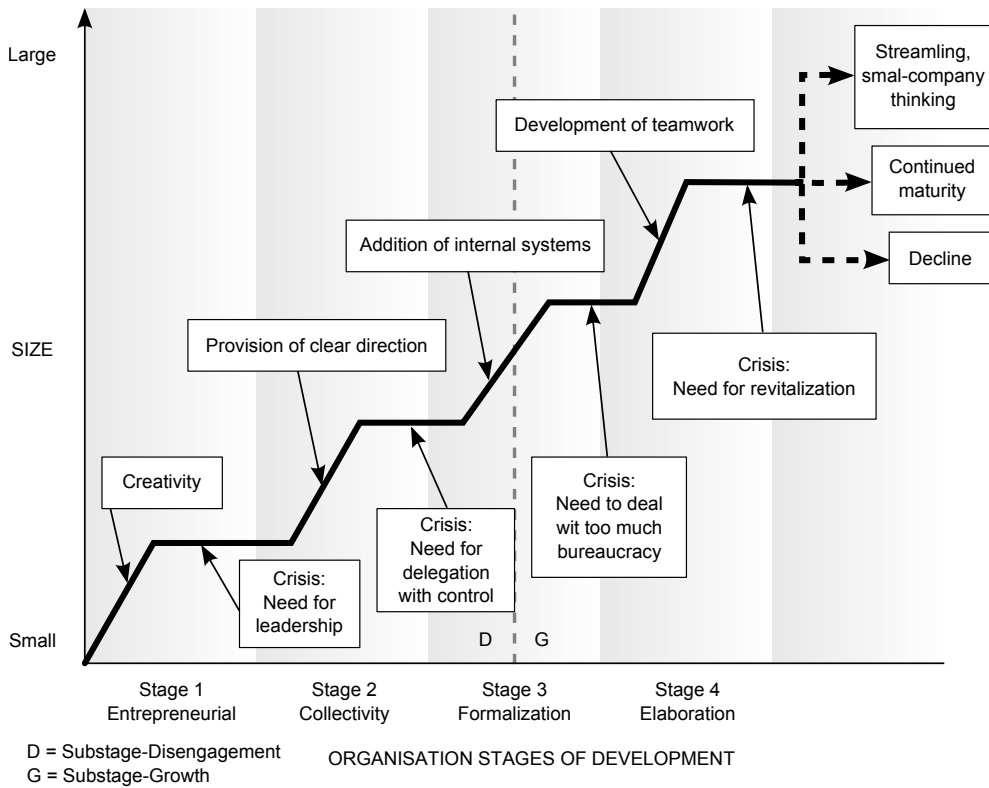 Large
SIZE
Small
Streamling,
smal-company
thinking
Continued
maturity
Decline
Development of teamwork
Addition of internal systems
Provision of clear direction
Creativity
Crisis:
Need for
leadership
Crisis:
Need for
delegation
with control
Crisis:
Need to deal
wit too much
bureaucracy
Crisis:
Need for revitalization
D
G
Stage 1
Entrepreneurial
Stage 2
Collectivity
Stage 3
Formalization
Stage 4
Elaboration
D = Substage-Disengagement
G = Substage-Growth
ORGANISATION STAGES OF DEVELOPMENT